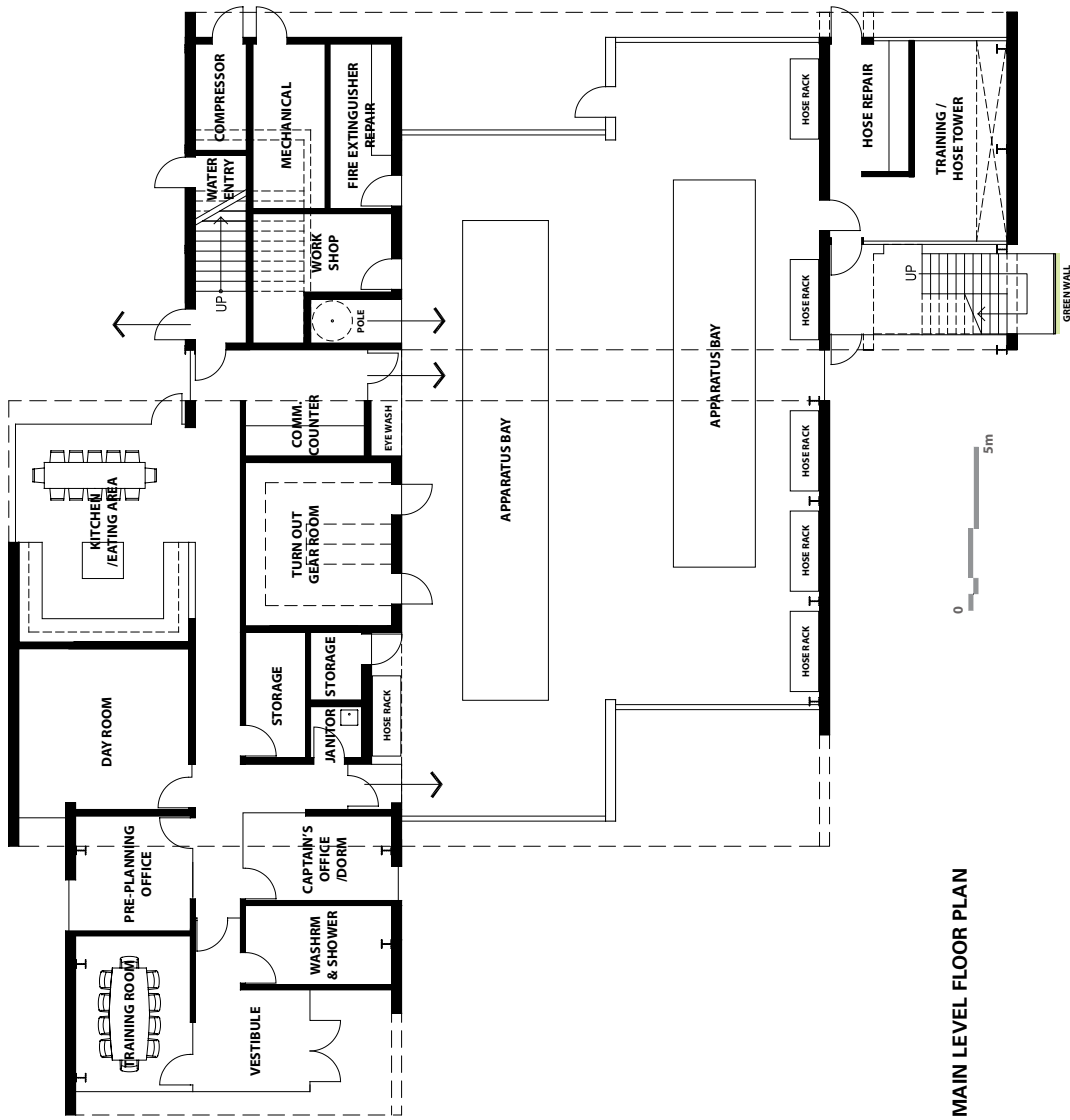 COMPRESSOR
MECHANICAL
FIRE EXTINGUISHER
REPAIR
WATER
ENTRY
WORK
SHOP
UP
POLE
HOSE RACK
HOSE REPAIR
TRAINING /
HOSE TOWER
HOSE RACK
UP
GREEN WALL
KITCHEN
/EATING AREA
COMM.
COUNTER
EYE WASH
TURN OUT
GEAR ROOM
APPARATUS BAY
APPARATUS BAY
HOSE RACK
HOSE RACK
HOSE RACK
DAY ROOM
STORAGE
STORAGE
JANITOR
HOSE RACK
PRE-PLANNING
OFFICE
CAPTAIN'S
OFFICE
/DORM
TRAINING ROOM
WASHRM
& SHOWER
VESTIBULE
0
5m
MAIN LEVEL FLOOR PLAN